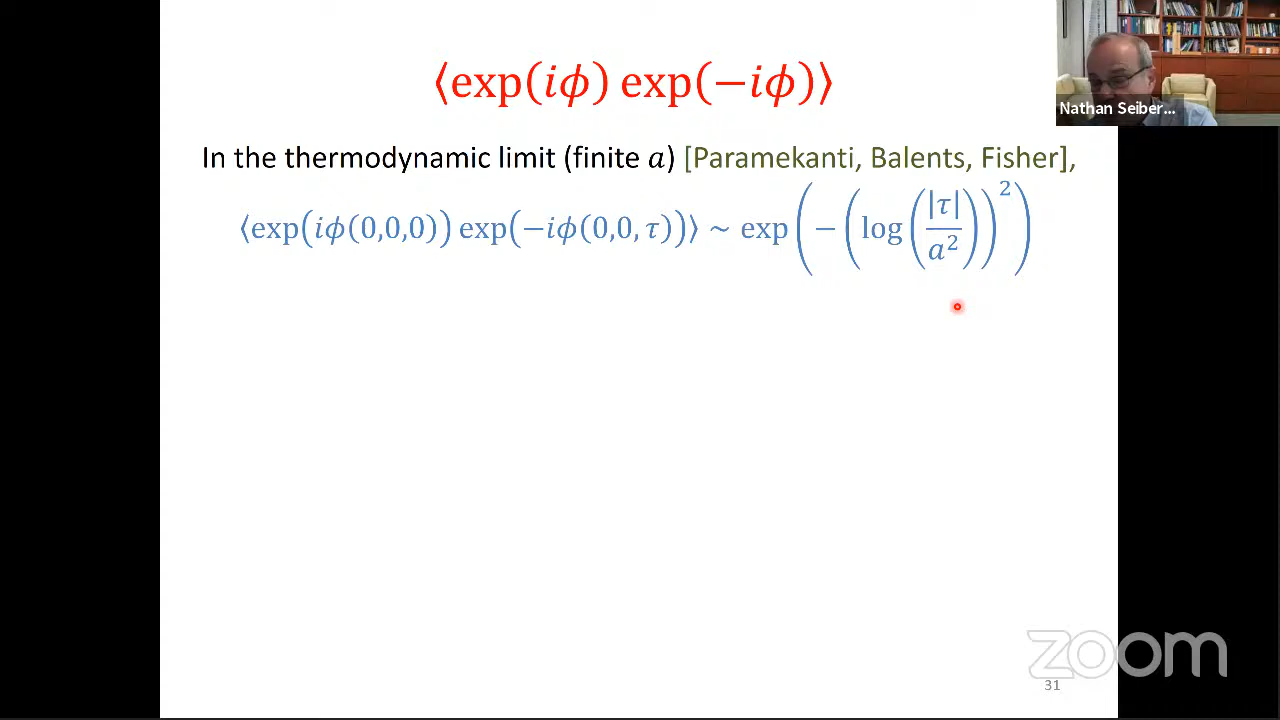 ⟨exp(iϕ) exp(−iϕ)⟩
Nathan Seiber...
In the thermodynamic limit (finite a) [Paramekanti, Balents, Fisher],
⟨exp(iϕ(0,0,0)) exp(−iϕ(0,0,τ))⟩ ~ exp(−(log(|τ|/a²))²)
zoom
31